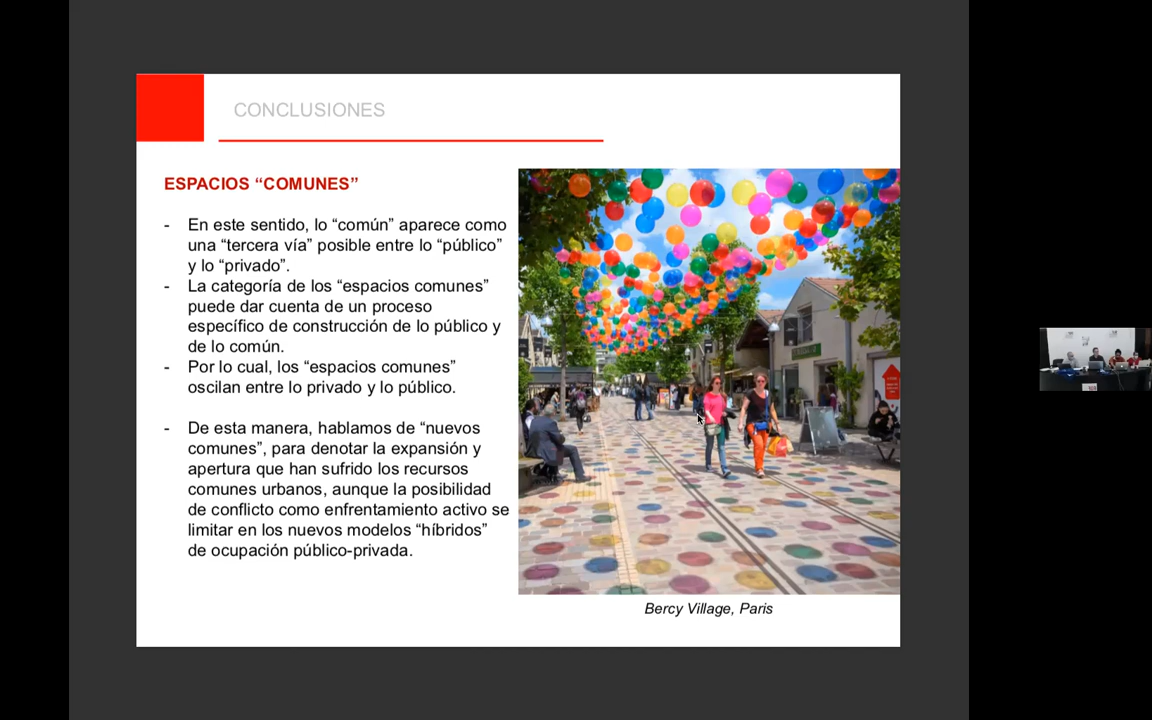 CONCLUSIONES
ESPACIOS “COMUNES”
- En este sentido, lo “común” aparece como
una “tercera vía” posible entre lo “público”
y lo “privado”.
- La categoría de los “espacios comunes”
puede dar cuenta de un proceso
específico de construcción de lo público y
de lo común.
- Por lo cual, los “espacios comunes”
oscilan entre lo privado y lo público.
- De esta manera, hablamos de “nuevos
comunes”, para denotar la expansión y
apertura que han sufrido los recursos
comunes urbanos, aunque la posibilidad
de conflicto como enfrentamiento activo se
limitar en los nuevos modelos “híbridos”
de ocupación público-privada.
Bercy Village, Paris